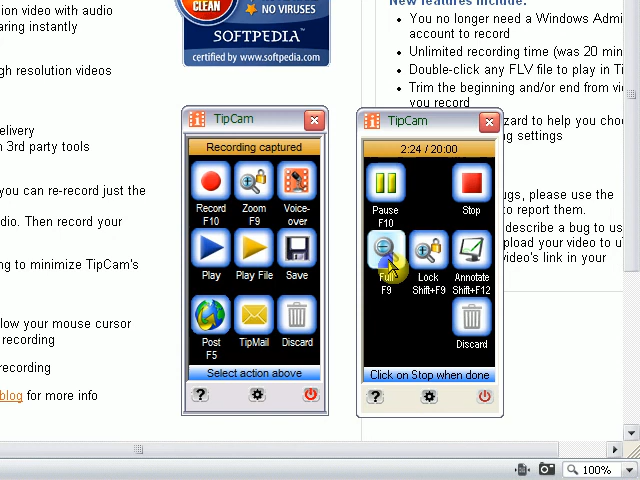 ion video with audio
aring instantly
gh resolution videos
elivery
n 3rd party tools
you can re-record just the
dio. Then record your
ng to minimize TipCam's
low your mouse cursor
recording
recording
blog for more info
CLEAN
NO VIRUSES
SOFTPEDIA
certified by www.softpedia.com
New features include:
You no longer need a Windows Admi
account to record
Unlimited recording time (was 20 min
Double-click any FLV file to play in Ti
Trim the beginning and/or end from vi
you record
zard to help you choo
ing settings
ugs, please use the
to report them.
describe a bug to us
pload your video to u
video's link in your
TipCam
Recording captured
Record
F10
Zoom
F9
Voice-
over
Play
Play File
Save
Post
F5
TipMail
Discard
Select action above
?
TipCam
2:24 / 20:00
Pause
F10
Stop
Full
F9
Lock
Shift+F9
Annotate
Shift+F12
Discard
Click on Stop when done
?
100%